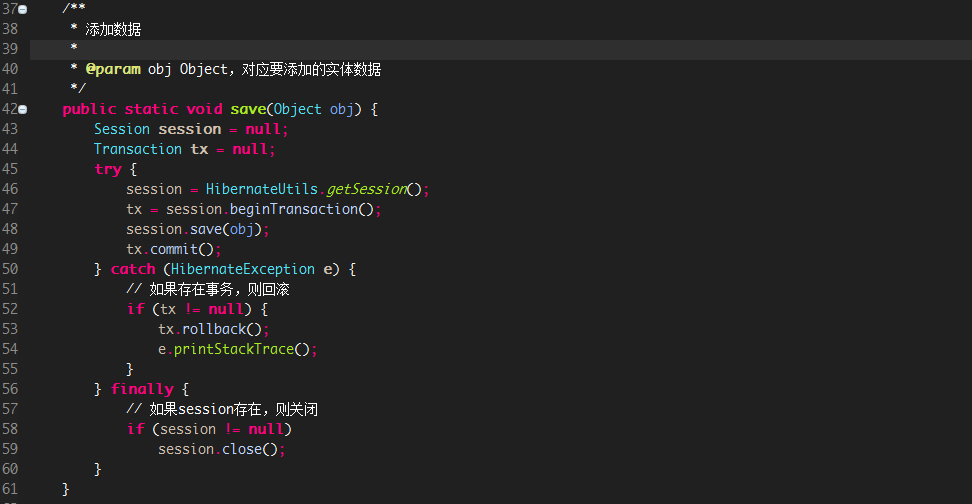 37 /**
38 * 添加数据
39 *
40 * @param obj Object，对应要添加的实体数据
41 */
42 public static void save(Object obj) {
43 Session session = null;
44 Transaction tx = null;
45 try {
46 session = HibernateUtils.getSession();
47 tx = session.beginTransaction();
48 session.save(obj);
49 tx.commit();
50 } catch (HibernateException e) {
51 // 如果存在事务，则回滚
52 if (tx != null) {
53 tx.rollback();
54 e.printStackTrace();
55 }
56 } finally {
57 // 如果session存在，则关闭
58 if (session != null)
59 session.close();
60 }
61 }